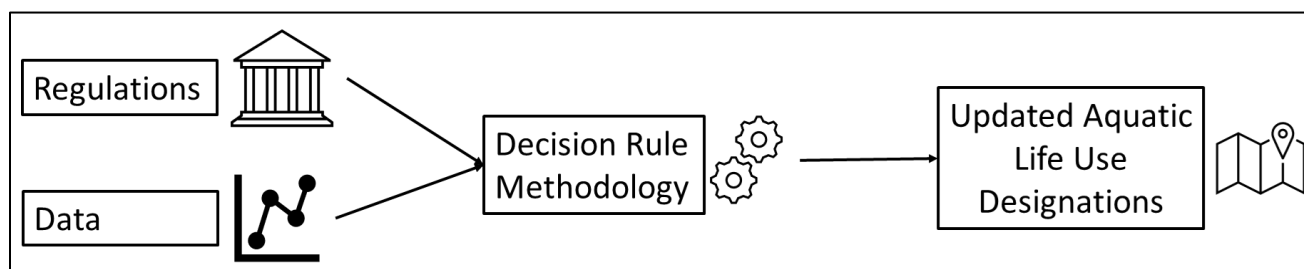 Regulations
Data
Decision Rule
Methodology
Updated Aquatic
Life Use
Designations